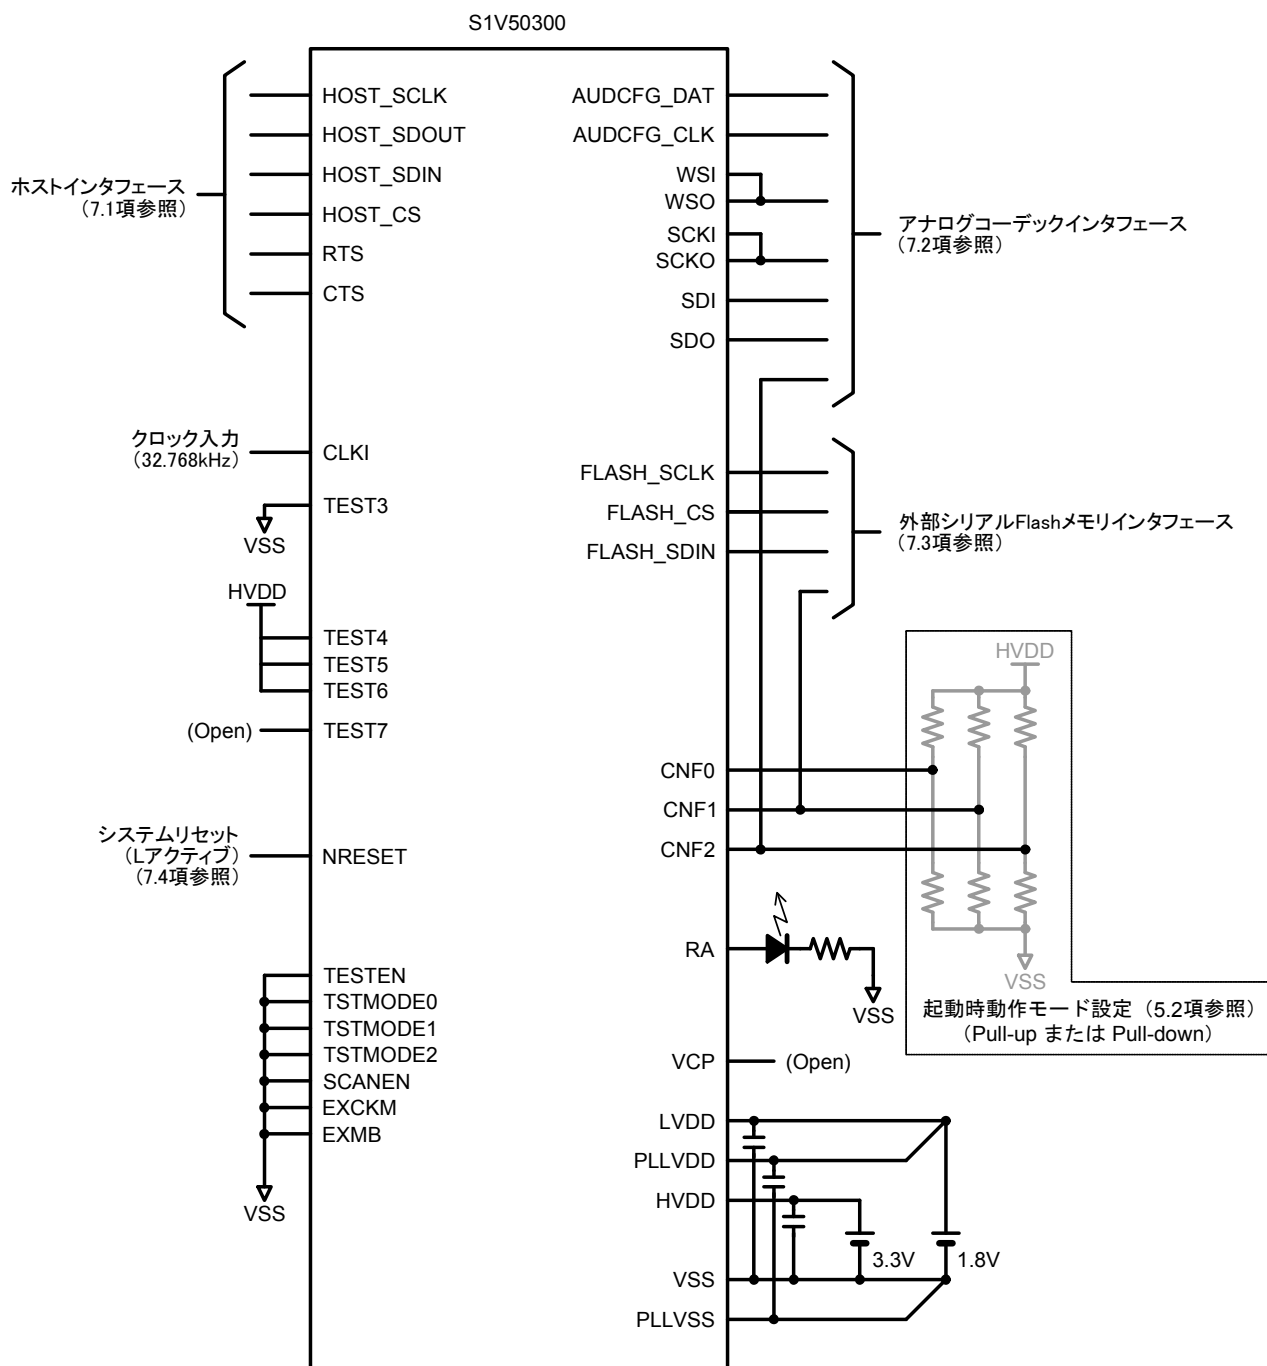 S1V50300
HOST_SCLK
HOST_SDOUT
HOST_SDIN
HOST_CS
RTS
CTS
ホストインタフェース
（7.1項参照）
クロック入力
（32.768kHz）
CLKI
TEST3
VSS
HVDD
TEST4
TEST5
TEST6
(Open)
TEST7
システムリセット
（Lアクティブ）
（7.4項参照）
NRESET
TESTEN
TSTMODE0
TSTMODE1
TSTMODE2
SCANEN
EXCKM
EXMB
VSS
AUDCFG_DAT
AUDCFG_CLK
WSI
WSO
SCKI
SCKO
SDI
SDO
アナログコーデックインタフェース
（7.2項参照）
FLASH_SCLK
FLASH_CS
FLASH_SDIN
外部シリアルFlashメモリインタフェース
（7.3項参照）
HVDD
CNF0
CNF1
CNF2
VSS
起動時動作モード設定（5.2項参照）
（Pull-up または Pull-down）
RA
VSS
VCP
(Open)
LVDD
PLLVDD
HVDD
3.3V
1.8V
VSS
PLLVSS